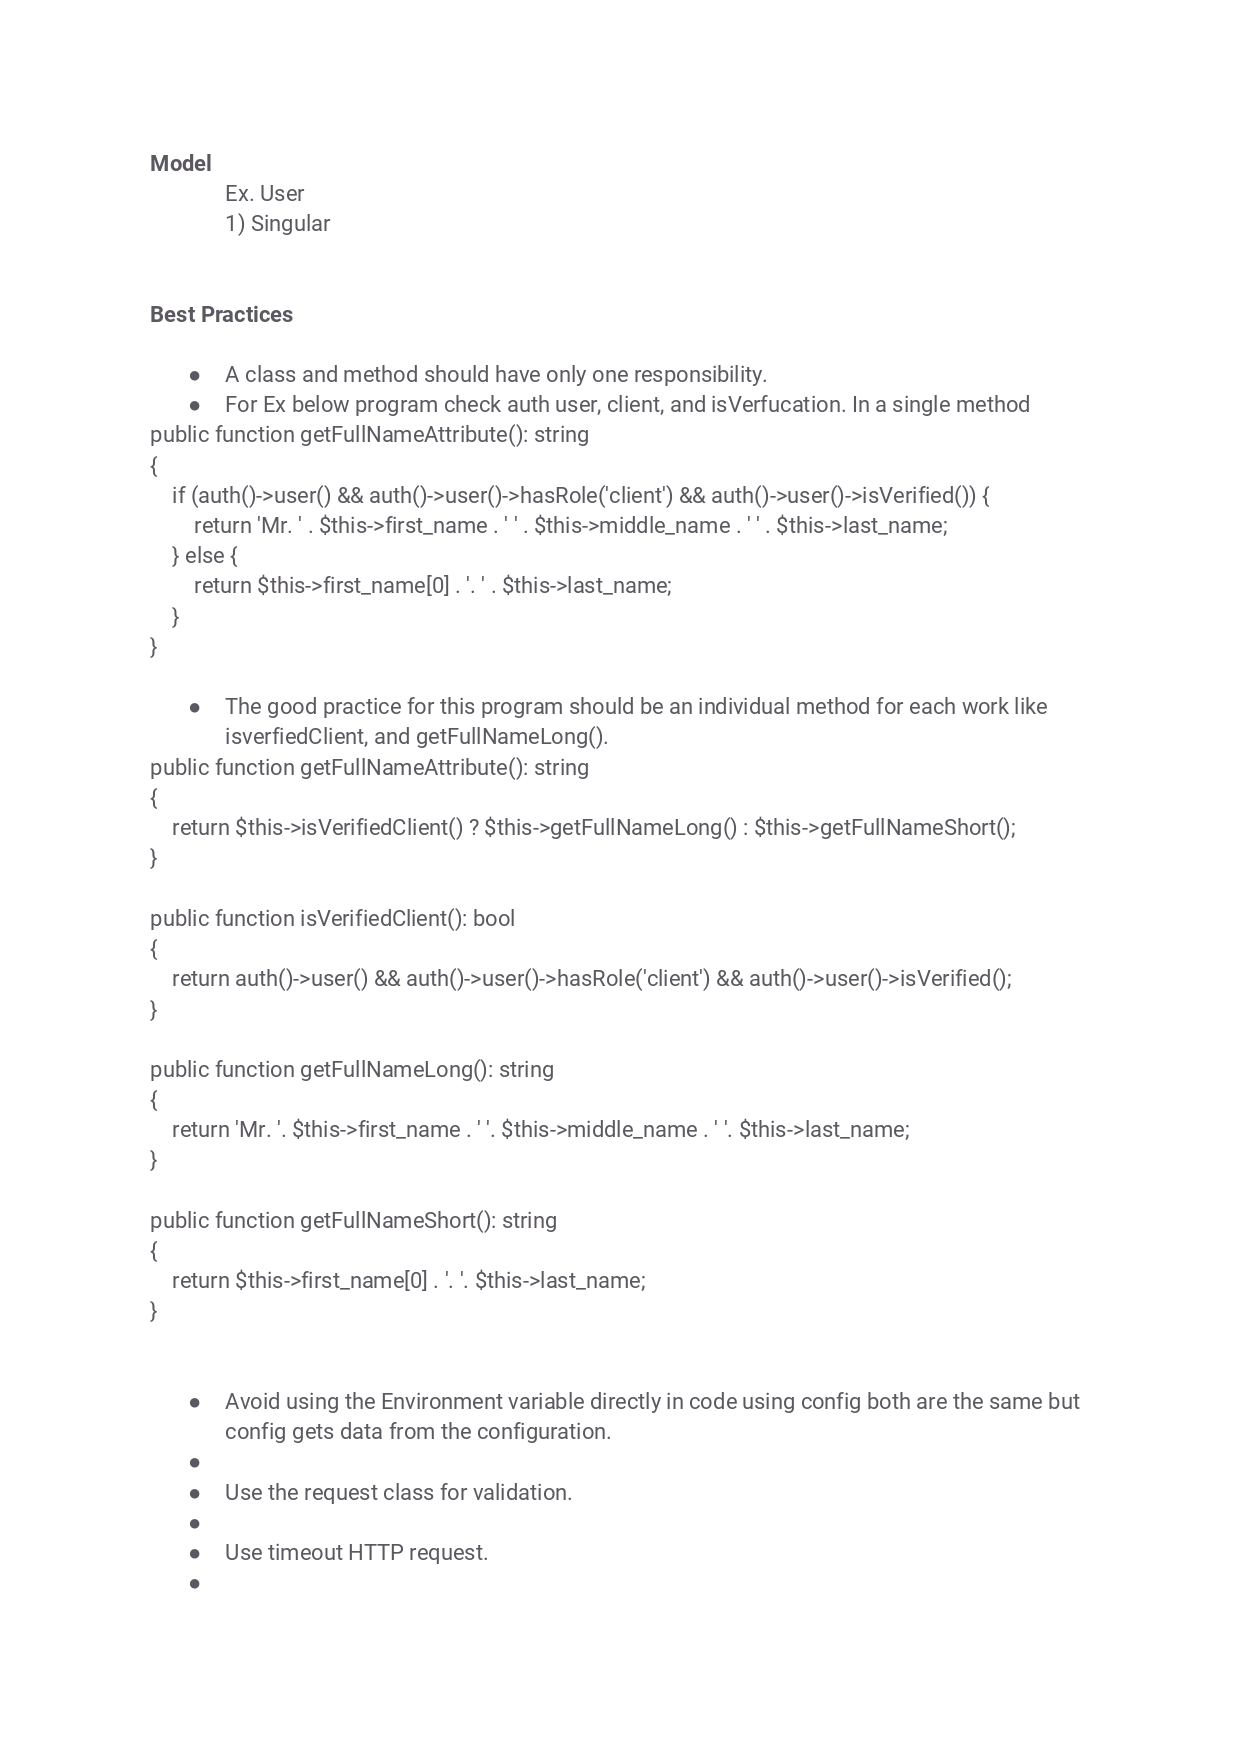 Model
Ex. User
1) Singular
Best Practices
● A class and method should have only one responsibility.
● For Ex below program check auth user, client, and isVerfucation. In a single method
public function getFullNameAttribute(): string
{
if (auth()->user() && auth()->user()->hasRole('client') && auth()->user()->isVerified()) {
return 'Mr. ' . $this->first_name . ' ' . $this->middle_name . ' ' . $this->last_name;
} else {
return $this->first_name[0] . '. ' . $this->last_name;
}
}
● The good practice for this program should be an individual method for each work like
isverfiedClient, and getFullNameLong().
public function getFullNameAttribute(): string
{
return $this->isVerifiedClient() ? $this->getFullNameLong() : $this->getFullNameShort();
}
public function isVerifiedClient(): bool
{
return auth()->user() && auth()->user()->hasRole('client') && auth()->user()->isVerified();
}
public function getFullNameLong(): string
{
return 'Mr. '. $this->first_name . ' '. $this->middle_name . ' '. $this->last_name;
}
public function getFullNameShort(): string
{
return $this->first_name[0] . '. '. $this->last_name;
}
● Avoid using the Environment variable directly in code using config both are the same but
config gets data from the configuration.
●
● Use the request class for validation.
●
● Use timeout HTTP request.
●